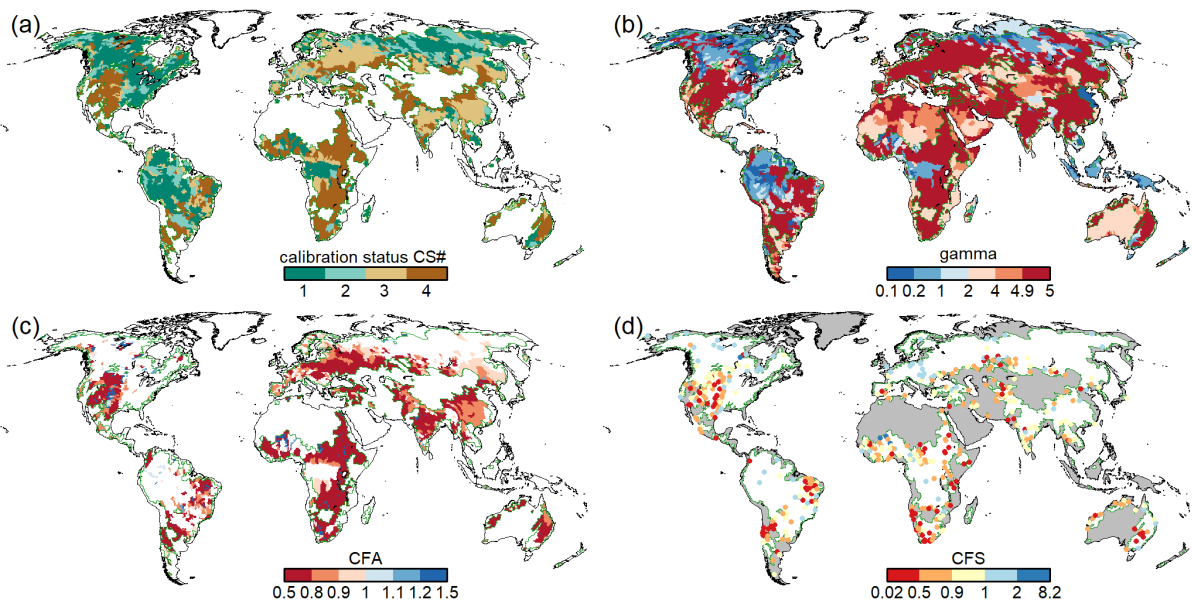 (a)
calibration status CS#
1 2 3 4
(b)
gamma
0.1 0.2 1 2 4 4.9 5
(c)
CFA
0.5 0.8 0.9 1 1.1 1.2 1.5
(d)
CFS
0.02 0.5 0.9 1 2 8.2